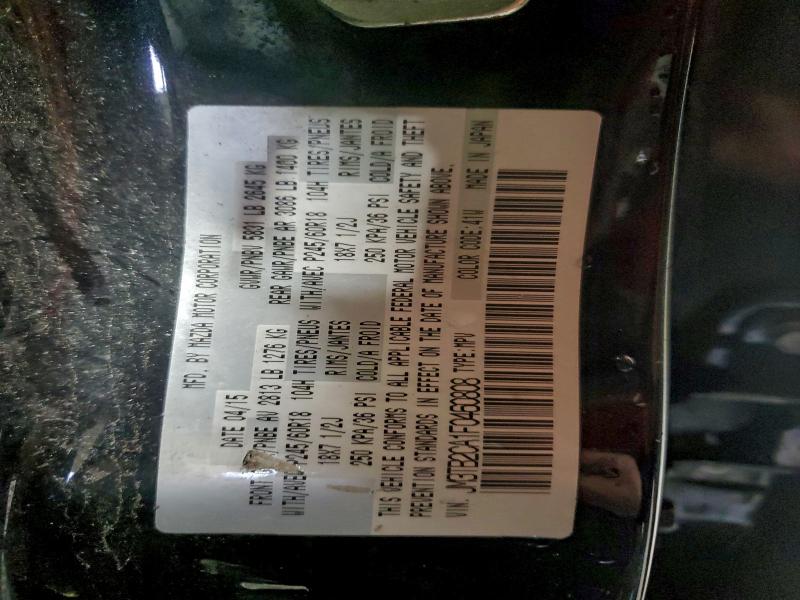 MFD. BY MAZDA MOTOR CORPORATION
DATE 04/15 GVWR/PNBV 5831 LB 2645 KG
FRONT /PNBE AV 2813 LB 1276 KG REAR GAWR/PNBE AR 3086 LB 1400 KG
WITH/AVEC P245/60R18 104H TIRES/PNEUS WITH/AVEC P245/60R18 104H TIRES/PNEUS
18X7 1/2J RIMS/JANTES 18X7 1/2J RIMS/JANTES
250 KPA/36 PSI COLD/A FROID 250 KPA/36 PSI COLD/A FROID
THIS VEHICLE CONFORMS TO ALL APPLICABLE FEDERAL MOTOR VEHICLE SAFETY AND THEFT
PREVENTION STANDARDS IN EFFECT ON THE DATE OF MANUFACTURE SHOWN ABOVE.
VIN: JM3TB2CA1F0460808 TYPE:MPV COLOR CODE:41W MADE IN JAPAN